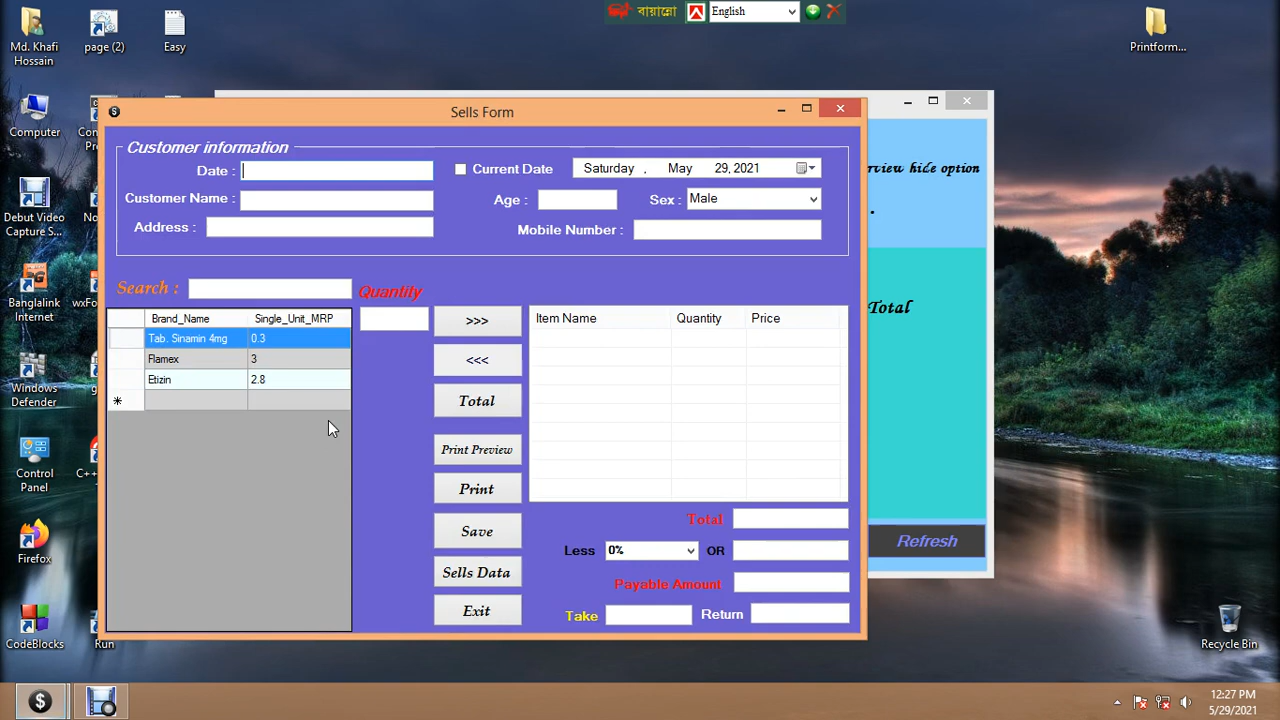 বায়ান্নো
English
Md. Khafi
Hossain
page (2)
Easy
Printform...
Computer
Debut Video
Capture S...
Banglalink
Internet
Windows
Defender
Control
Panel
Firefox
CodeBlocks
Run
Recycle Bin
Sells Form
Customer information
Date :
Current Date
Saturday , May 29, 2021
Customer Name :
Age :
Sex :
Male
Address :
Mobile Number :
Search :
Quantity
Brand_Name Single_Unit_MRP
Tab. Sinamin 4mg 0.3
Flamex 3
Etizin 2.8
>>>
<<<
Total
Print Preview
Print
Save
Sells Data
Exit
Item Name Quantity Price
Total
Less 0% OR
Payable Amount
Take
Return
hide option
.
Total
Refresh
12:27 PM
5/29/2021